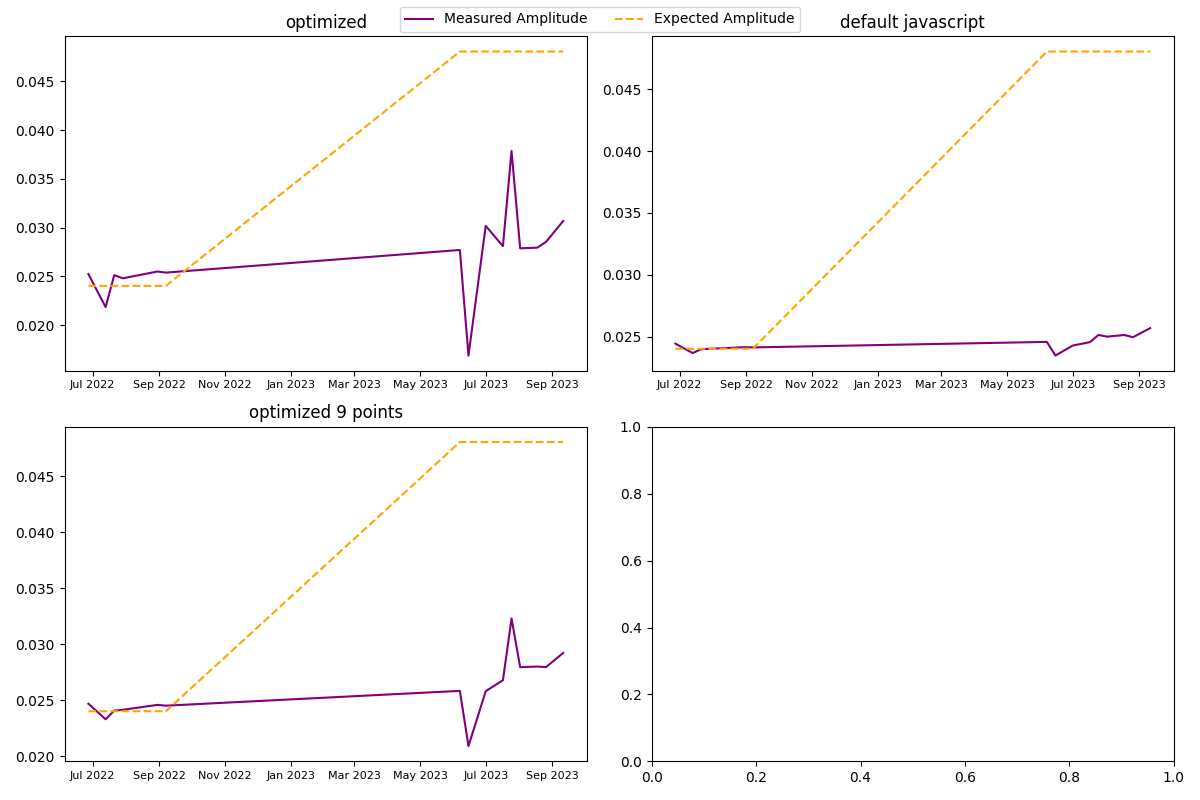 Measured Amplitude Expected Amplitude
optimized
0.045
0.040
0.035
0.030
0.025
0.020
Jul 2022 Sep 2022 Nov 2022 Jan 2023 Mar 2023 May 2023 Jul 2023 Sep 2023
default javascript
0.045
0.040
0.035
0.030
0.025
Jul 2022 Sep 2022 Nov 2022 Jan 2023 Mar 2023 May 2023 Jul 2023 Sep 2023
optimized 9 points
0.045
0.040
0.035
0.030
0.025
0.020
Jul 2022 Sep 2022 Nov 2022 Jan 2023 Mar 2023 May 2023 Jul 2023 Sep 2023
1.0
0.8
0.6
0.4
0.2
0.0
0.0 0.2 0.4 0.6 0.8 1.0